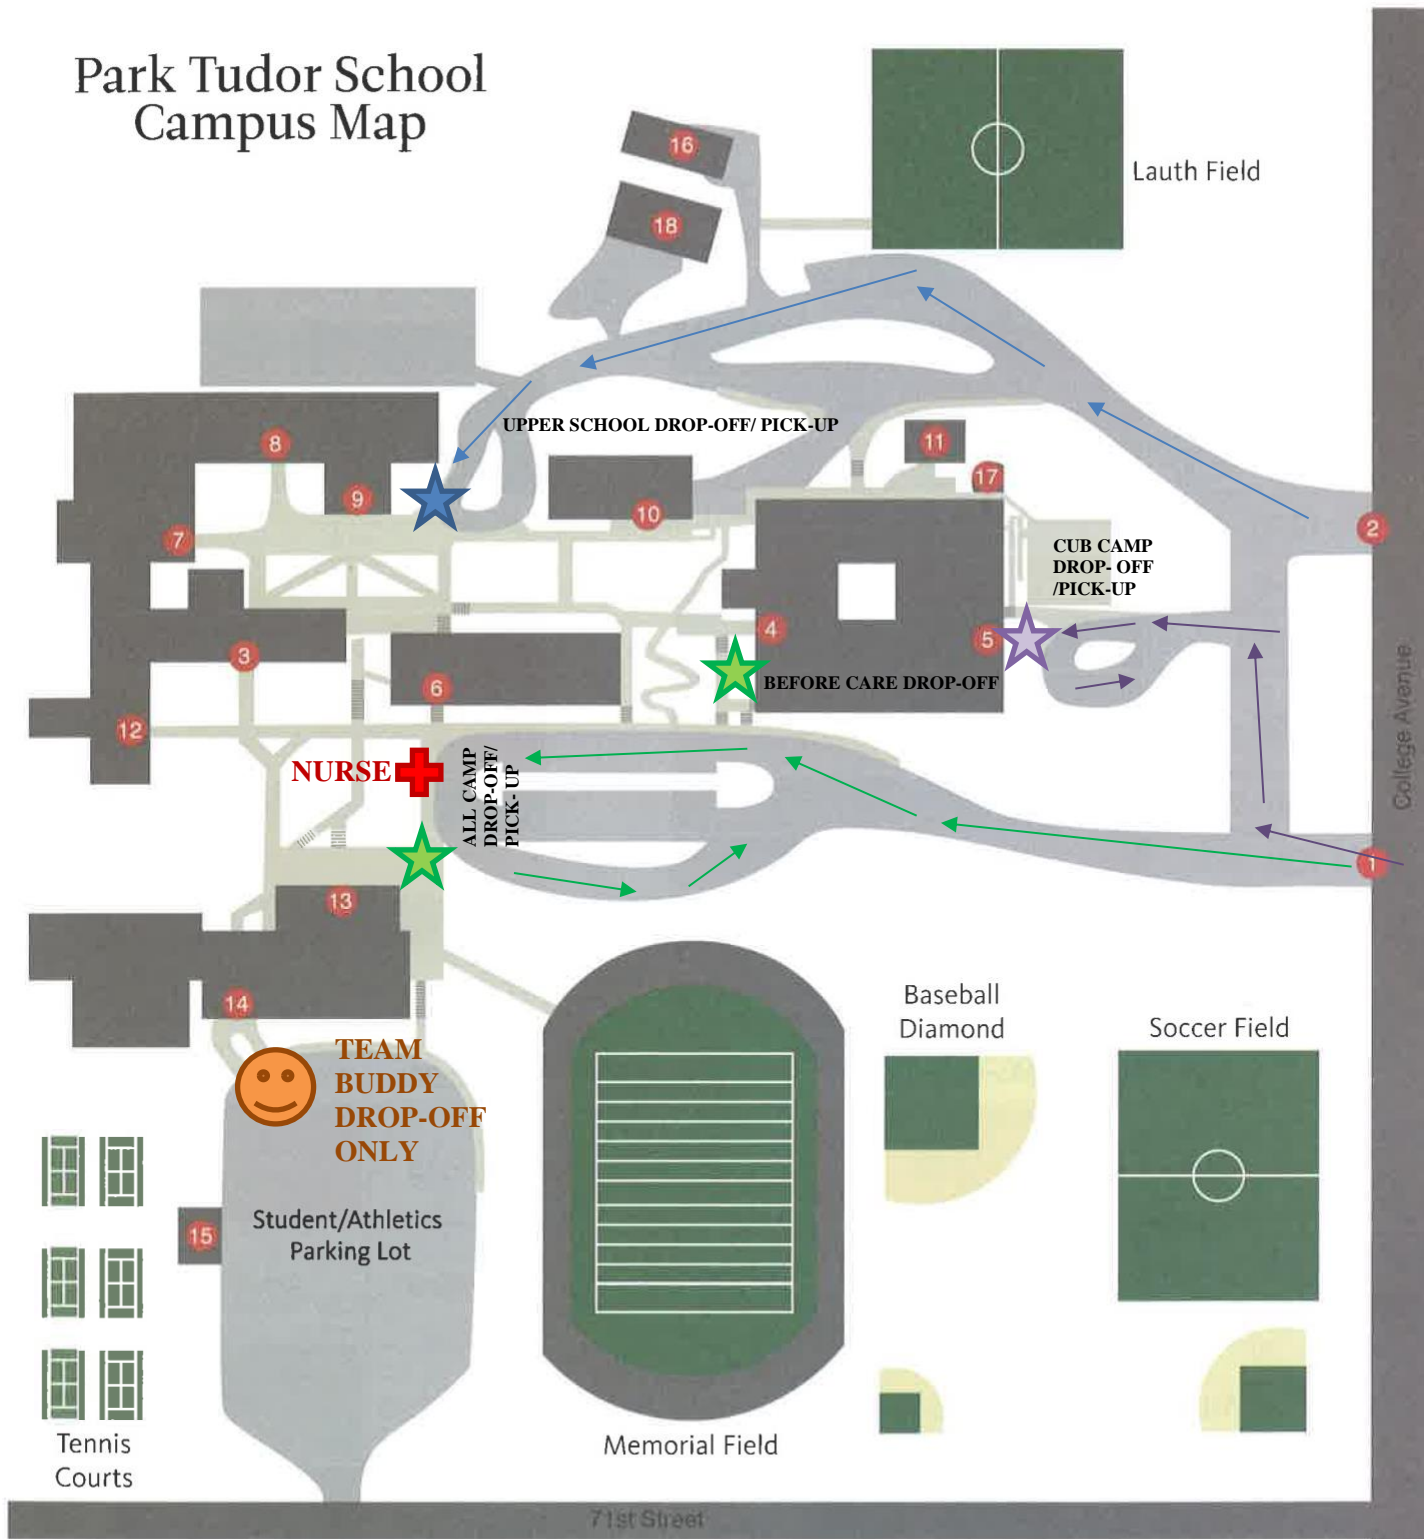 Park Tudor School
Campus Map
16
Lauth Field
18
UPPER SCHOOL DROP-OFF/ PICK-UP
8
11
17
9
10
2
7
CUB CAMP
DROP- OFF
/PICK-UP
4
5
3
6
BEFORE CARE DROP-OFF
College Avenue
12
NURSE
ALL CAMP
DROP-OFF/
PICK- UP
1
13
14
Baseball
Diamond
Soccer Field
TEAM
BUDDY
DROP-OFF
ONLY
15
Student/Athletics
Parking Lot
Tennis
Courts
Memorial Field
71st Street